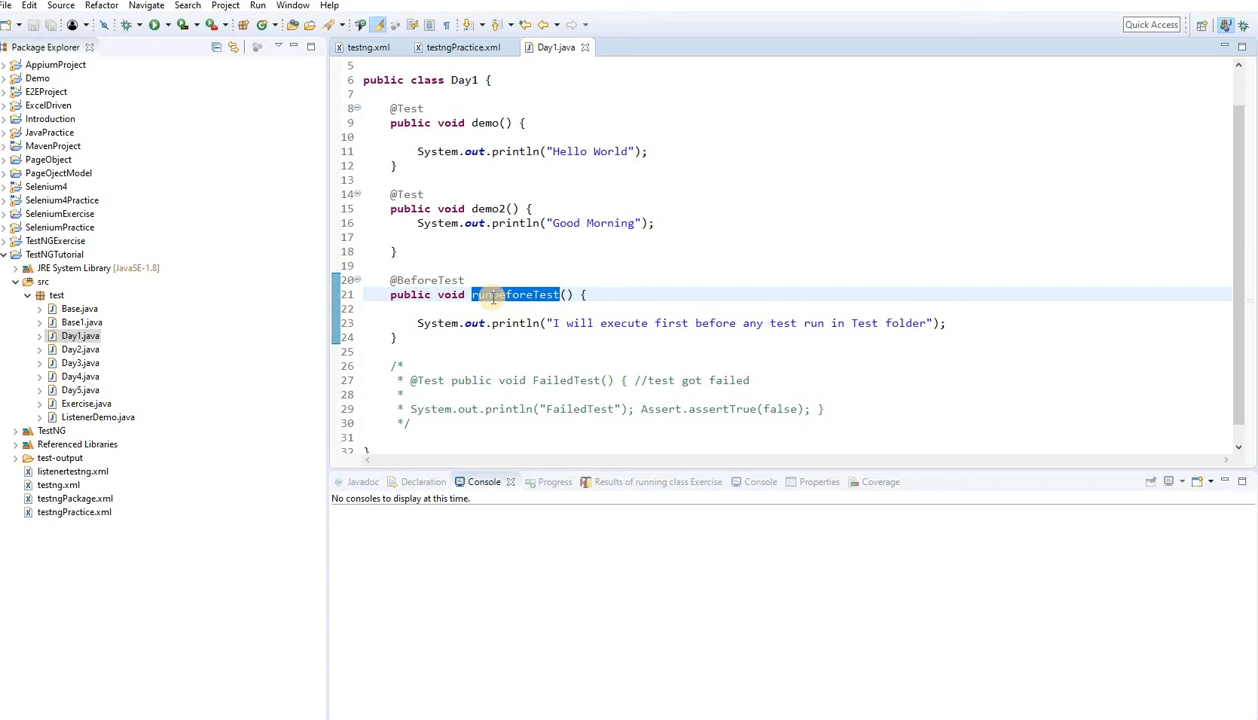 File Edit Source Refactor Navigate Search Project Run Window Help
Quick Access
Package Explorer
testng.xml testngPractice.xml Day1.java
AppiumProject
Demo
E2EProject
ExcelDriven
Introduction
JavaPractice
MavenProject
PageObject
PageOjectModel
Selenium4
Selenium4Practice
SeleniumExercise
SeleniumPractice
TestNGExercise
TestNGTutorial
JRE System Library [JavaSE-1.8]
src
test
Base.java
Base1.java
Day1.java
Day2.java
Day3.java
Day4.java
Day5.java
Exercise.java
ListenerDemo.java
TestNG
Referenced Libraries
test-output
listenertestng.xml
testng.xml
testngPackage.xml
testngPractice.xml
5
6 public class Day1 {
7
8 @Test
9 public void demo() {
10
11 System.out.println("Hello World");
12 }
13
14 @Test
15 public void demo2() {
16 System.out.println("Good Morning");
17
18 }
19
20 @BeforeTest
21 public void runbeforeTest() {
22
23 System.out.println("I will execute first before any test run in Test folder");
24 }
25
26 /*
27 * @Test public void FailedTest() { //test got failed
28 *
29 * System.out.println("FailedTest"); Assert.assertTrue(false); }
30 */
31
32 }
@ Javadoc Declaration Console Progress Results of running class Exercise Console Properties Coverage
No consoles to display at this time.